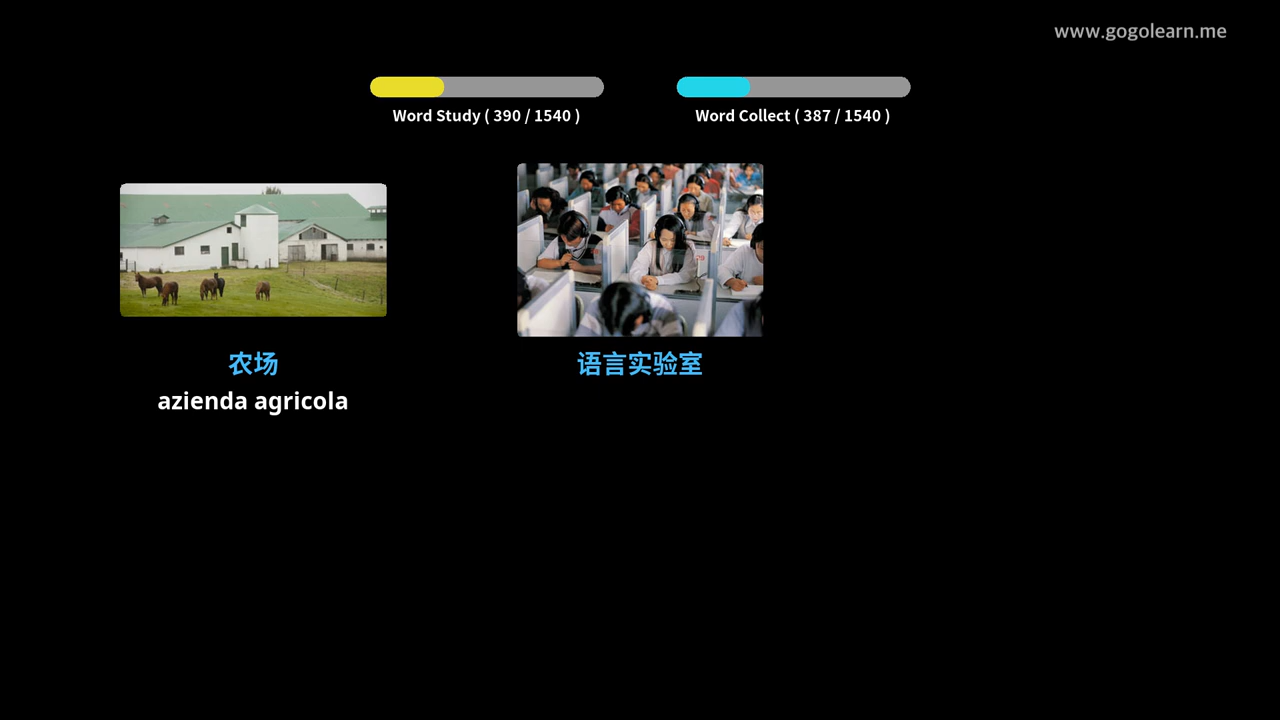 www.gogolearn.me
Word Study ( 390 / 1540 )
Word Collect ( 387 / 1540 )
农场
azienda agricola
语言实验室